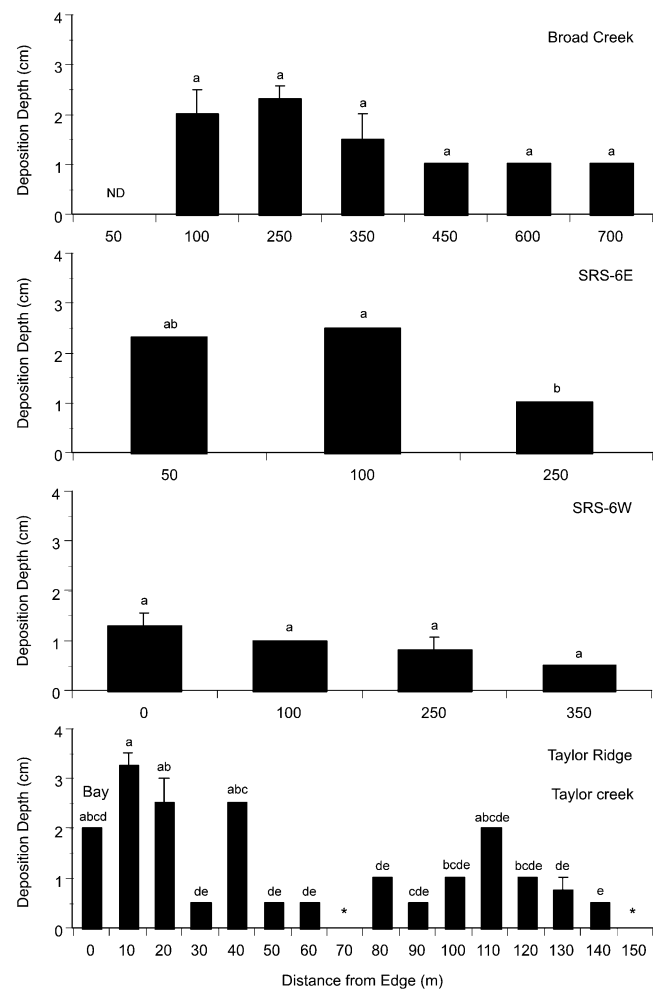 4
3
2
1
0
Deposition Depth (cm)
Broad Creek
ND
a
a
a
a
a
a
50 100 250 350 450 600 700
4
3
2
1
0
Deposition Depth (cm)
SRS-6E
ab
a
b
50 100 250
4
3
2
1
0
Deposition Depth (cm)
SRS-6W
a
a
a
a
0 100 250 350
4
3
2
1
0
Deposition Depth (cm)
Taylor Ridge
Taylor creek
Bay
abcd
a
ab
de
abc
de
de
*
de
cde
bcde
abcde
bcde
de
e
*
0 10 20 30 40 50 60 70 80 90 100 110 120 130 140 150
Distance from Edge (m)